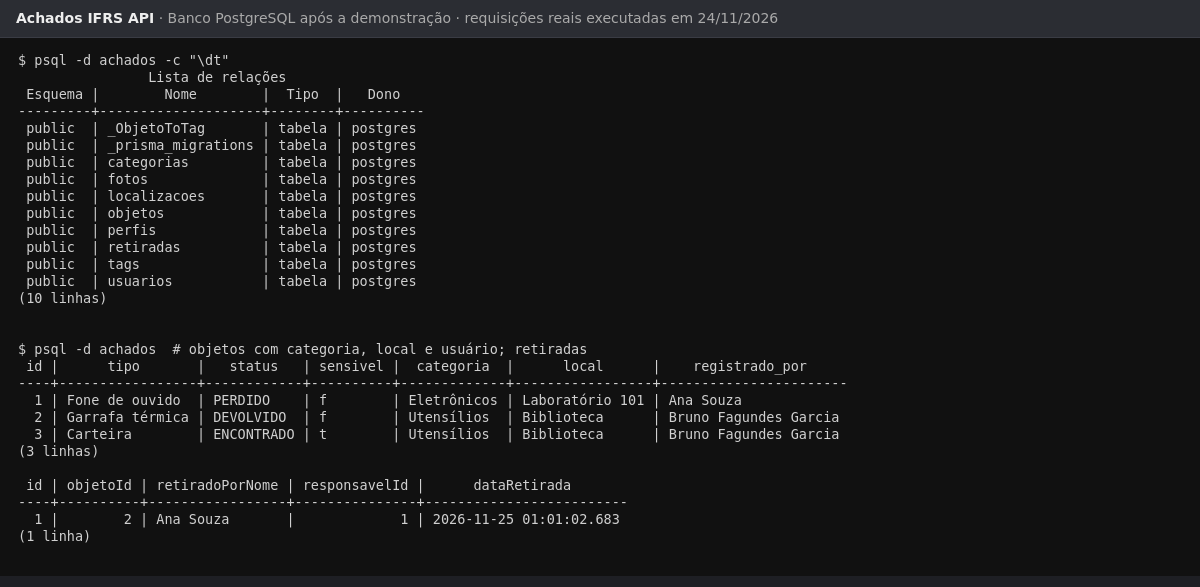 Achados IFRS API · Banco PostgreSQL após a demonstração · requisições reais executadas em 24/11/2026
$ psql -d achados -c "\dt"
                Lista de relações
 Esquema |        Nome        |  Tipo  |   Dono
---------+--------------------+--------+----------
 public  | _ObjetoToTag       | tabela | postgres
 public  | _prisma_migrations | tabela | postgres
 public  | categorias         | tabela | postgres
 public  | fotos              | tabela | postgres
 public  | localizacoes       | tabela | postgres
 public  | objetos            | tabela | postgres
 public  | perfis             | tabela | postgres
 public  | retiradas          | tabela | postgres
 public  | tags               | tabela | postgres
 public  | usuarios           | tabela | postgres
(10 linhas)
$ psql -d achados  # objetos com categoria, local e usuário; retiradas
 id |      tipo       |   status   | sensivel |  categoria  |      local      |    registrado_por
----+-----------------+------------+----------+-------------+-----------------+-----------------------
  1 | Fone de ouvido  | PERDIDO    | f        | Eletrônicos | Laboratório 101 | Ana Souza
  2 | Garrafa térmica | DEVOLVIDO  | f        | Utensílios  | Biblioteca      | Bruno Fagundes Garcia
  3 | Carteira        | ENCONTRADO | t        | Utensílios  | Biblioteca      | Bruno Fagundes Garcia
(3 linhas)
 id | objetoId | retiradoPorNome | responsavelId |      dataRetirada
----+----------+-----------------+---------------+-------------------------
  1 |        2 | Ana Souza       |             1 | 2026-11-25 01:01:02.683
(1 linha)